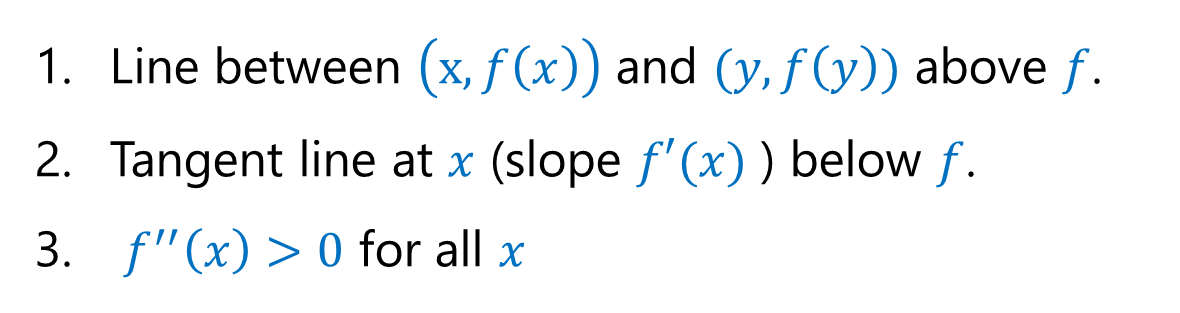 1. Line between (x, f(x)) and (y, f(y)) above f.
2. Tangent line at x (slope f′(x) ) below f.
3. f″(x) > 0 for all x